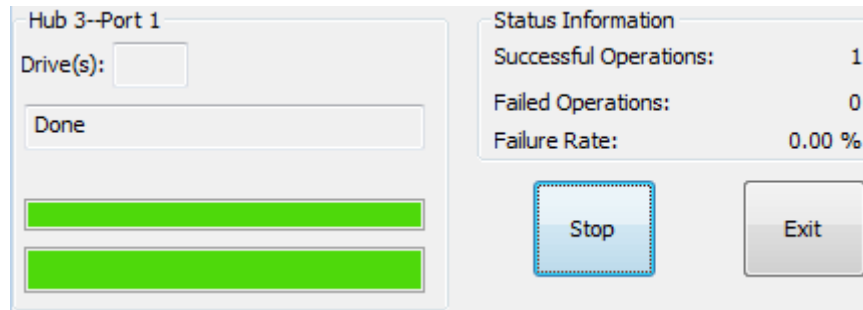 Hub 3--Port 1
Drive(s):
Done
Status Information
Successful Operations: 1
Failed Operations: 0
Failure Rate: 0.00 %
Stop
Exit